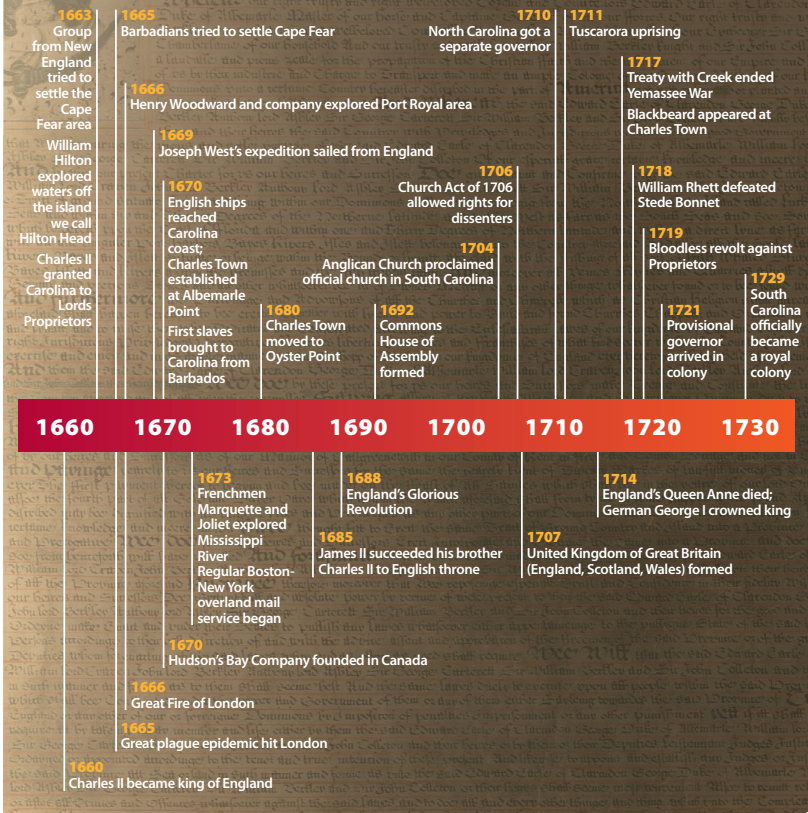 1663
Group
from New
England
tried to
settle the
Cape
Fear area
William
Hilton
explored
waters off
the island
we call
Hilton Head
Charles II
granted
Carolina to
Lords
Proprietors
1665
Barbadians tried to settle Cape Fear
1666
Henry Woodward and company explored Port Royal area
1669
Joseph West's expedition sailed from England
1670
English ships
reached
Carolina
coast;
Charles Town
established
at Albemarle
Point
First slaves
brought to
Carolina from
Barbados
1680
Charles Town
moved to
Oyster Point
1692
Commons
House of
Assembly
formed
1704
Anglican Church proclaimed
official church in South Carolina
1706
Church Act of 1706
allowed rights for
dissenters
1710
North Carolina got a
separate governor
1711
Tuscarora uprising
1717
Treaty with Creek ended
Yemassee War
Blackbeard appeared at
Charles Town
1718
William Rhett defeated
Stede Bonnet
1719
Bloodless revolt against
Proprietors
1721
Provisional
governor
arrived in
colony
1729
South
Carolina
officially
became
a royal
colony
1660 1670 1680 1690 1700 1710 1720 1730
1673
Frenchmen
Marquette and
Joliet explored
Mississippi
River
Regular Boston-
New York
overland mail
service began
1688
England's Glorious
Revolution
1685
James II succeeded his brother
Charles II to English throne
1714
England's Queen Anne died;
German George I crowned king
1707
United Kingdom of Great Britain
(England, Scotland, Wales) formed
1670
Hudson's Bay Company founded in Canada
1666
Great Fire of London
1665
Great plague epidemic hit London
1660
Charles II became king of England